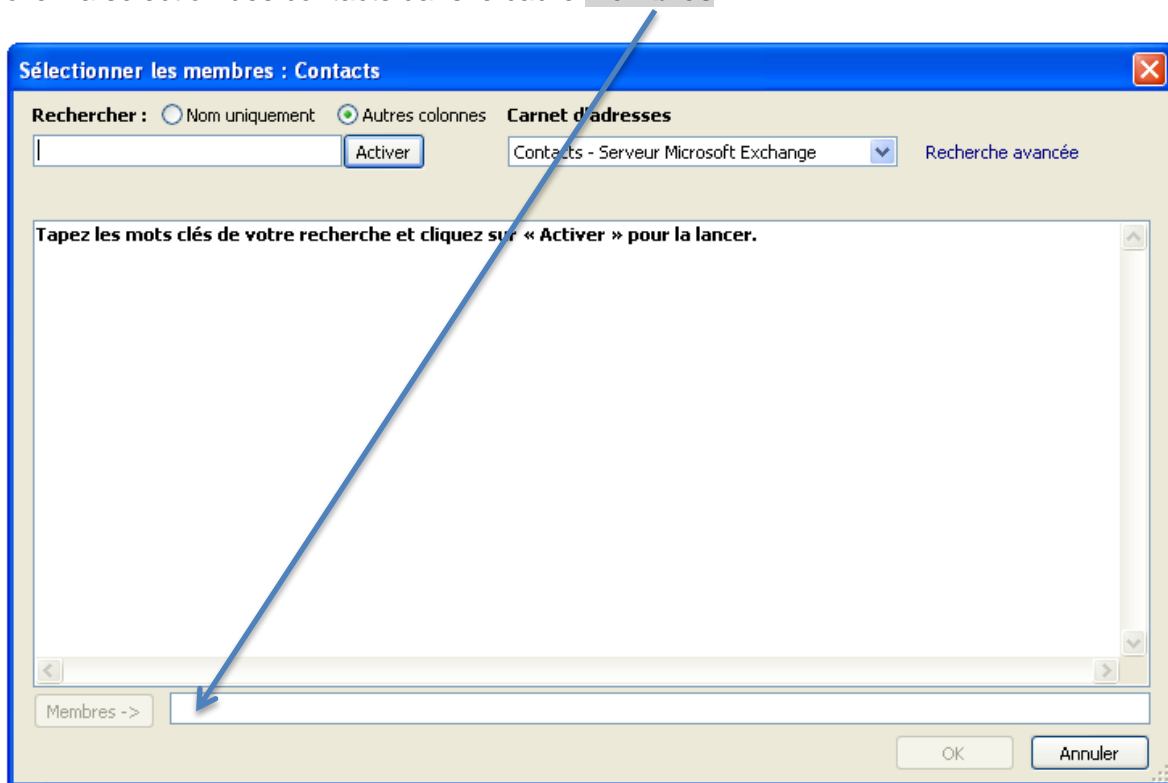 Sélectionner les membres : Contacts
Rechercher : Nom uniquement Autres colonnes Carnet d'adresses
Activer Contacts - Serveur Microsoft Exchange Recherche avancée
Tapez les mots clés de votre recherche et cliquez sur « Activer » pour la lancer.
Membres ->
OK Annuler